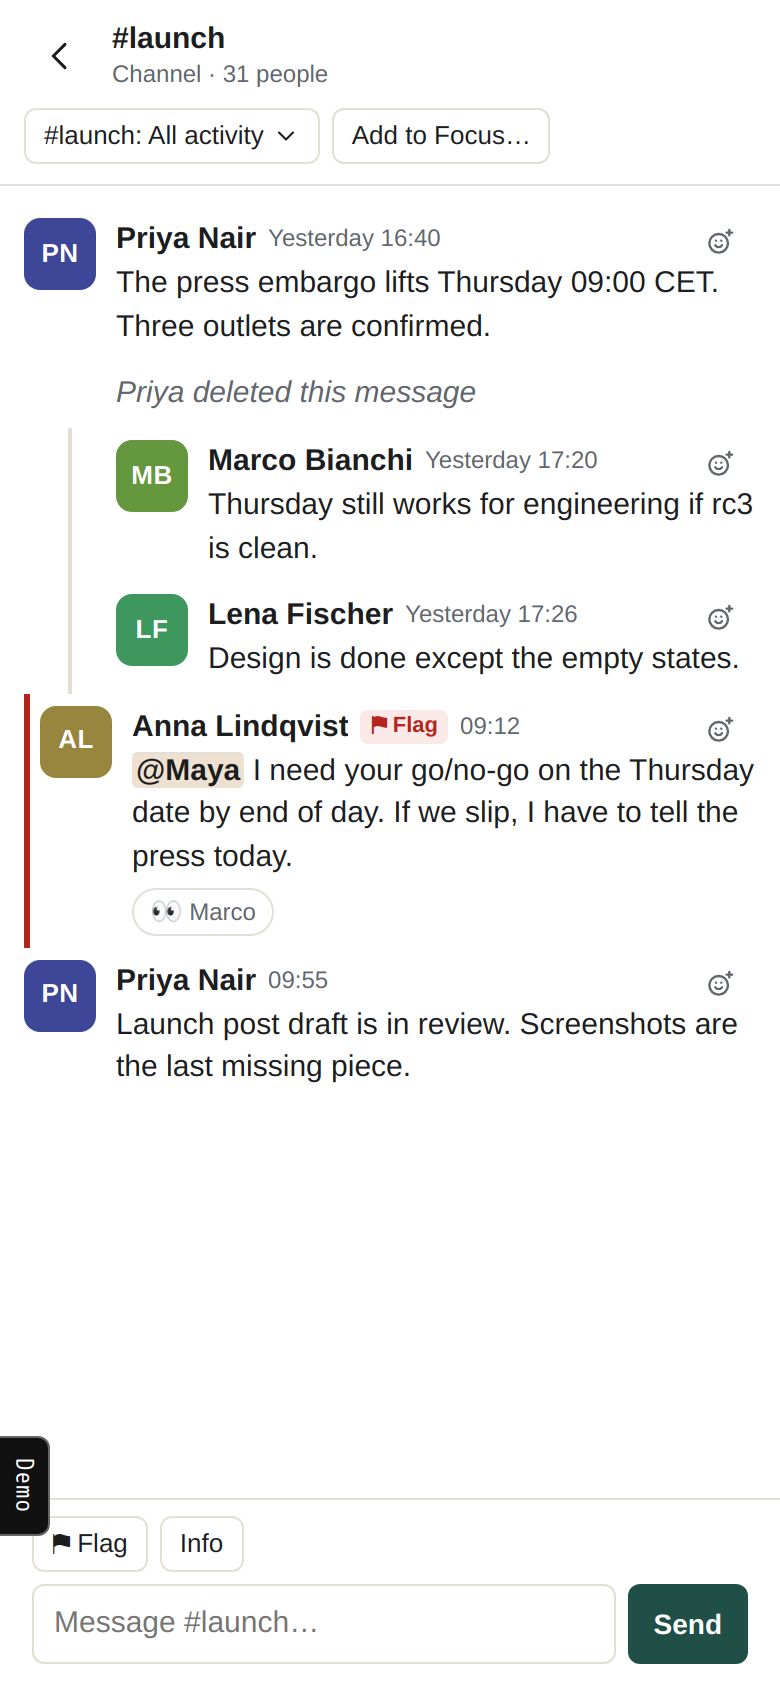 #launch
Channel · 31 people
#launch: All activity
Add to Focus…
PN
Priya Nair Yesterday 16:40
The press embargo lifts Thursday 09:00 CET.
Three outlets are confirmed.
Priya deleted this message
MB
Marco Bianchi Yesterday 17:20
Thursday still works for engineering if rc3
is clean.
LF
Lena Fischer Yesterday 17:26
Design is done except the empty states.
AL
Anna Lindqvist Flag 09:12
@Maya I need your go/no-go on the Thursday
date by end of day. If we slip, I have to tell the
press today.
👀 Marco
PN
Priya Nair 09:55
Launch post draft is in review. Screenshots are
the last missing piece.
Demo
Flag
Info
Message #launch…
Send